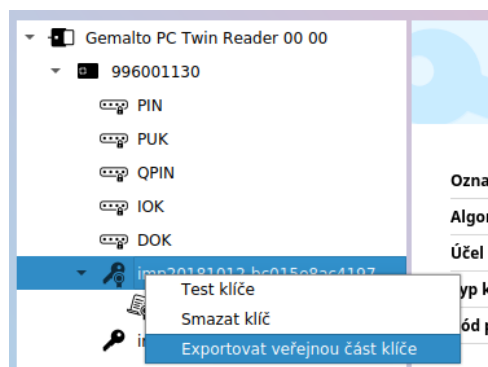 Gemalto PC Twin Reader 00 00
996001130
PIN
PUK
QPIN
IOK
DOK
Označ
Algor
Účel
yp k
ód p
Test klíče
Smazat klíč
Exportovat veřejnou část klíče